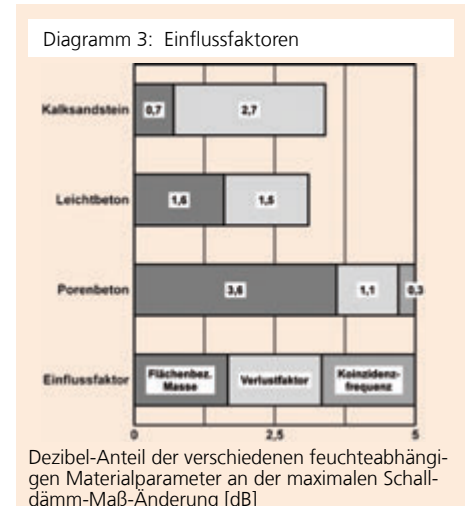 Diagramm 3: Einflussfaktoren
Kalksandstein 0,7 2,7
Leichtbeton 1,6 1,5
Porenbeton 3,6 1,1 0,3
Einflussfaktor Flächenbez. Masse Verlustfaktor Koinzidenz-
frequenz
0 2,5 5
Dezibel-Anteil der verschiedenen feuchteabhängi-
gen Materialparameter an der maximalen Schall-
dämm-Maß-Änderung [dB]